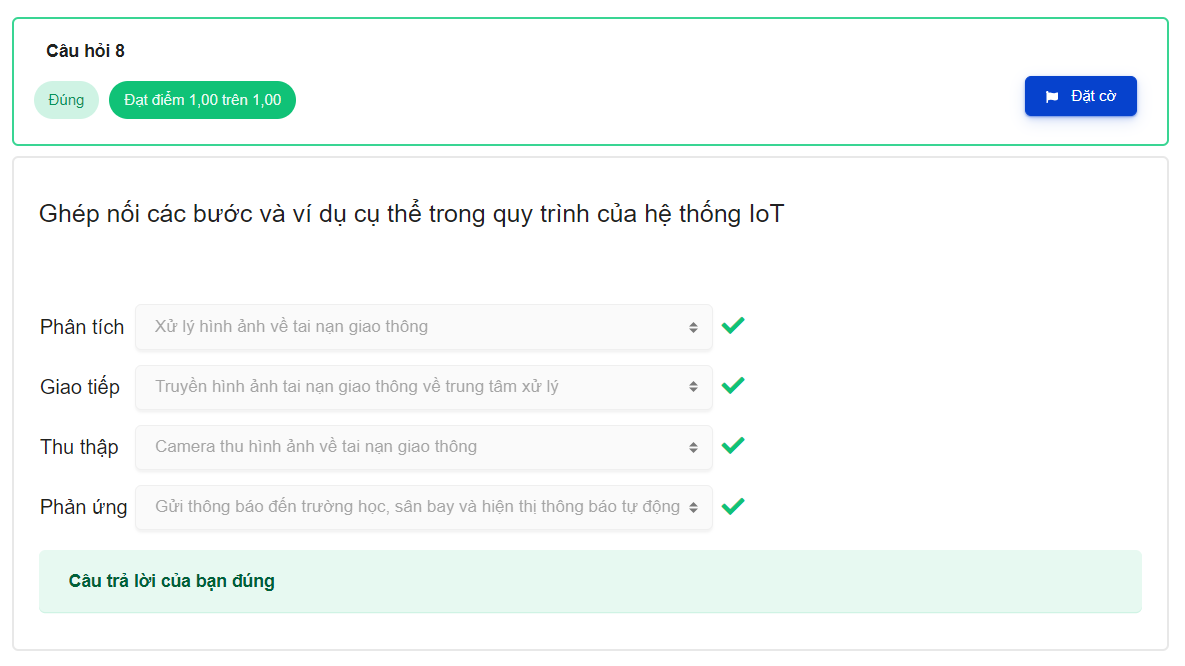 Câu hỏi 8
Đúng
Đạt điểm 1,00 trên 1,00
Đặt cờ
Ghép nối các bước và ví dụ cụ thể trong quy trình của hệ thống IoT
Phân tích Xử lý hình ảnh về tai nạn giao thông
Giao tiếp Truyền hình ảnh tai nạn giao thông về trung tâm xử lý
Thu thập Camera thu hình ảnh về tai nạn giao thông
Phản ứng Gửi thông báo đến trường học, sân bay và hiện thị thông báo tự động
Câu trả lời của bạn đúng